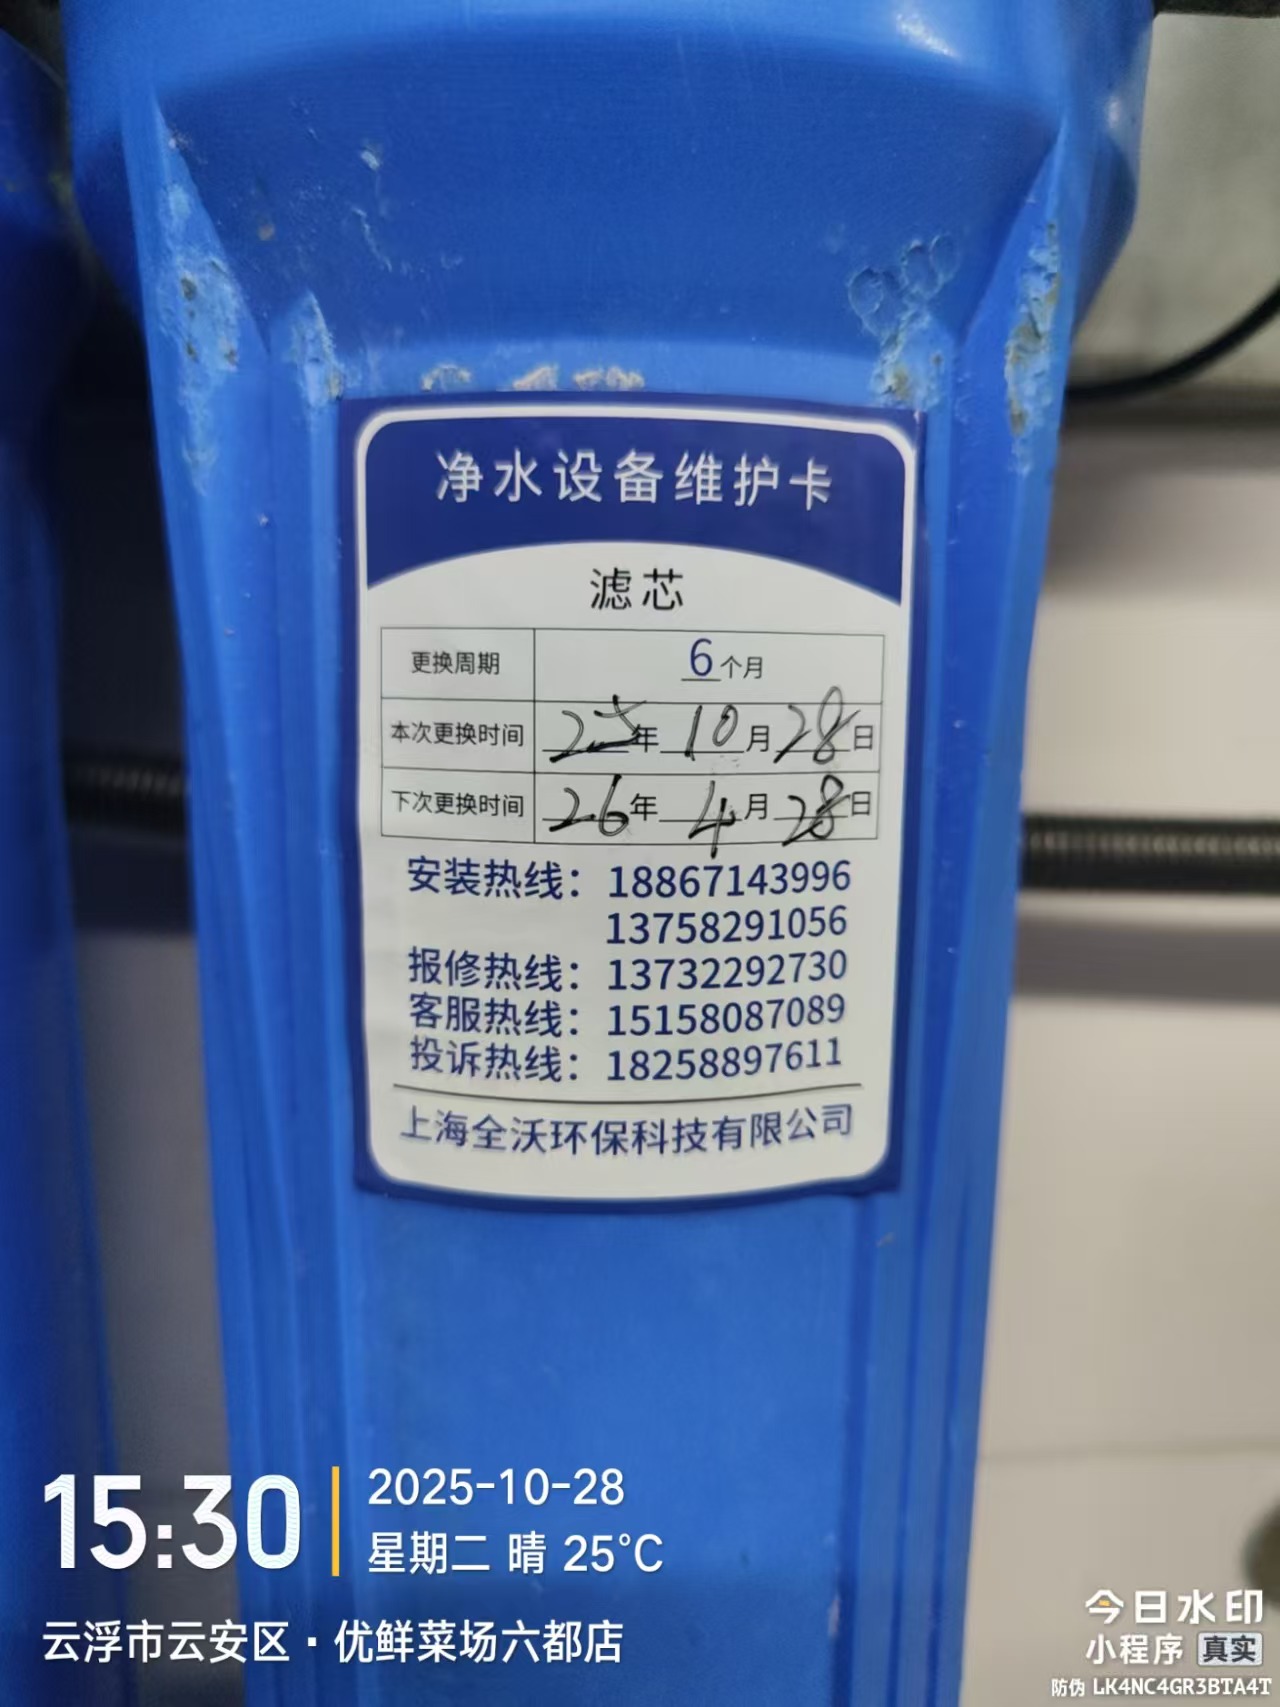 净水设备维护卡
滤芯
更换周期 6个月
本次更换时间 25年10月28日
下次更换时间 26年4月28日
安装热线：18867143996
13758291056
报修热线：13732292730
客服热线：15158087089
投诉热线：18258897611
上海全沃环保科技有限公司
15:30
2025-10-28
星期二 晴 25°C
云浮市云安区·优鲜菜场六都店
今日水印
小程序 真实
防伪 LK4NC4GR3BTA4T